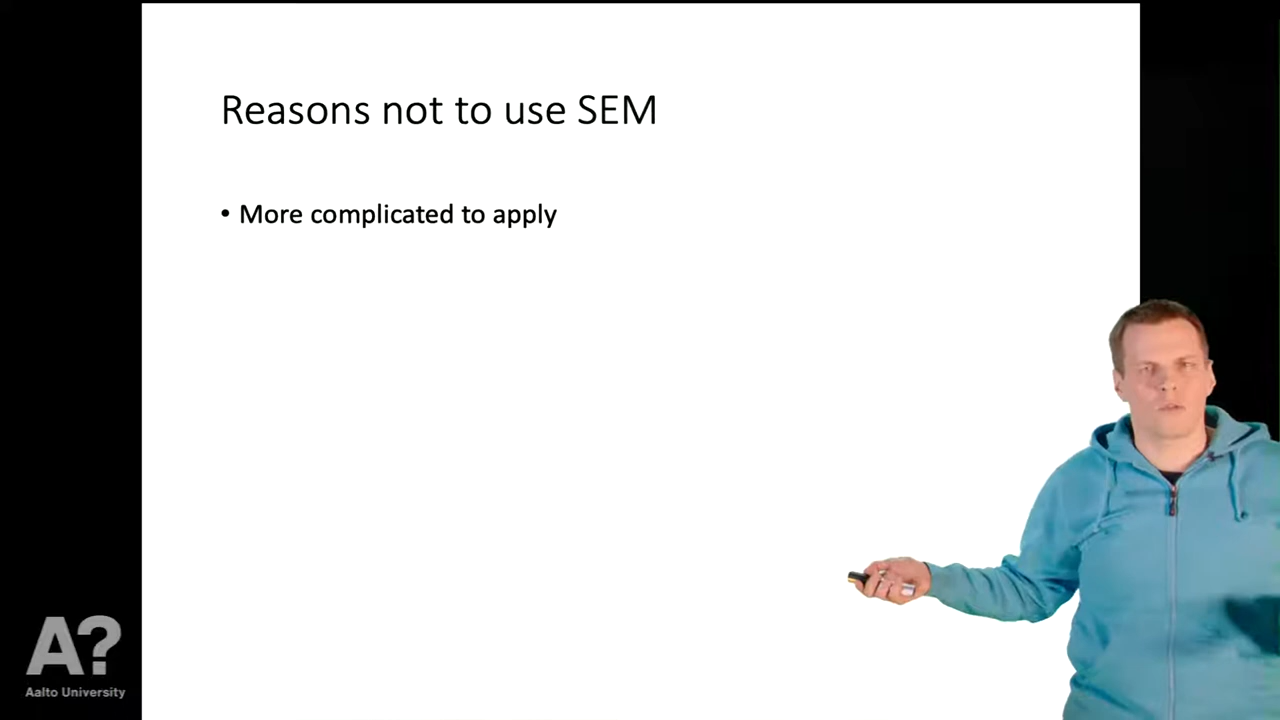 Reasons not to use SEM
• More complicated to apply
A?
Aalto University